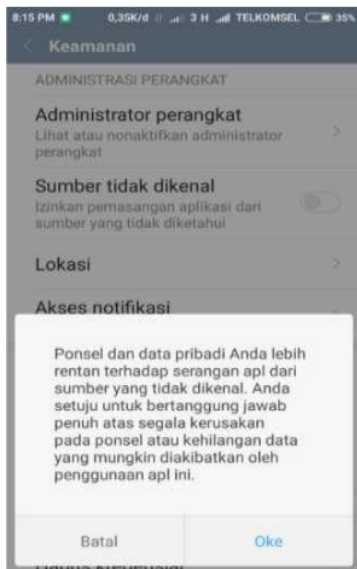 8:15 PM 0,35K/d 3 H TELKOMSEL 35%
Keamanan
ADMINISTRASI PERANGKAT
Administrator perangkat
Lihat atau nonaktifkan administrator
perangkat
Sumber tidak dikenal
Izinkan pemasangan aplikasi dari
sumber yang tidak diketahui
Lokasi
Akses notifikasi
Ponsel dan data pribadi Anda lebih
rentan terhadap serangan apl dari
sumber yang tidak dikenal. Anda
setuju untuk bertanggung jawab
penuh atas segala kerusakan
pada ponsel atau kehilangan data
yang mungkin diakibatkan oleh
penggunaan apl ini.
Batal Oke